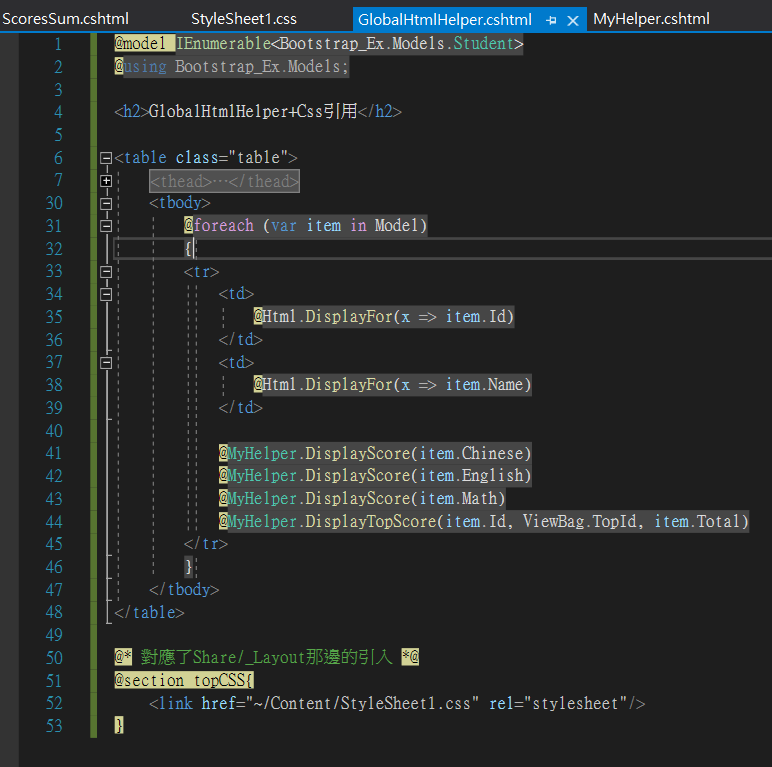 ScoresSum.cshtml StyleSheet1.css GlobalHtmlHelper.cshtml MyHelper.cshtml
1 @model IEnumerable<Bootstrap_Ex.Models.Student>
2 @using Bootstrap_Ex.Models;
3
4 <h2>GlobalHtmlHelper+Css引用</h2>
5
6 <table class="table">
7 <thead>...</thead>
30 <tbody>
31 @foreach (var item in Model)
32 {
33 <tr>
34 <td>
35 @Html.DisplayFor(x => item.Id)
36 </td>
37 <td>
38 @Html.DisplayFor(x => item.Name)
39 </td>
40
41 @MyHelper.DisplayScore(item.Chinese)
42 @MyHelper.DisplayScore(item.English)
43 @MyHelper.DisplayScore(item.Math)
44 @MyHelper.DisplayTopScore(item.Id, ViewBag.TopId, item.Total)
45 </tr>
46 }
47 </tbody>
48 </table>
49
50 @* 對應了Share/_Layout那邊的引入 *@
51 @section topCSS{
52 <link href="~/Content/StyleSheet1.css" rel="stylesheet"/>
53 }